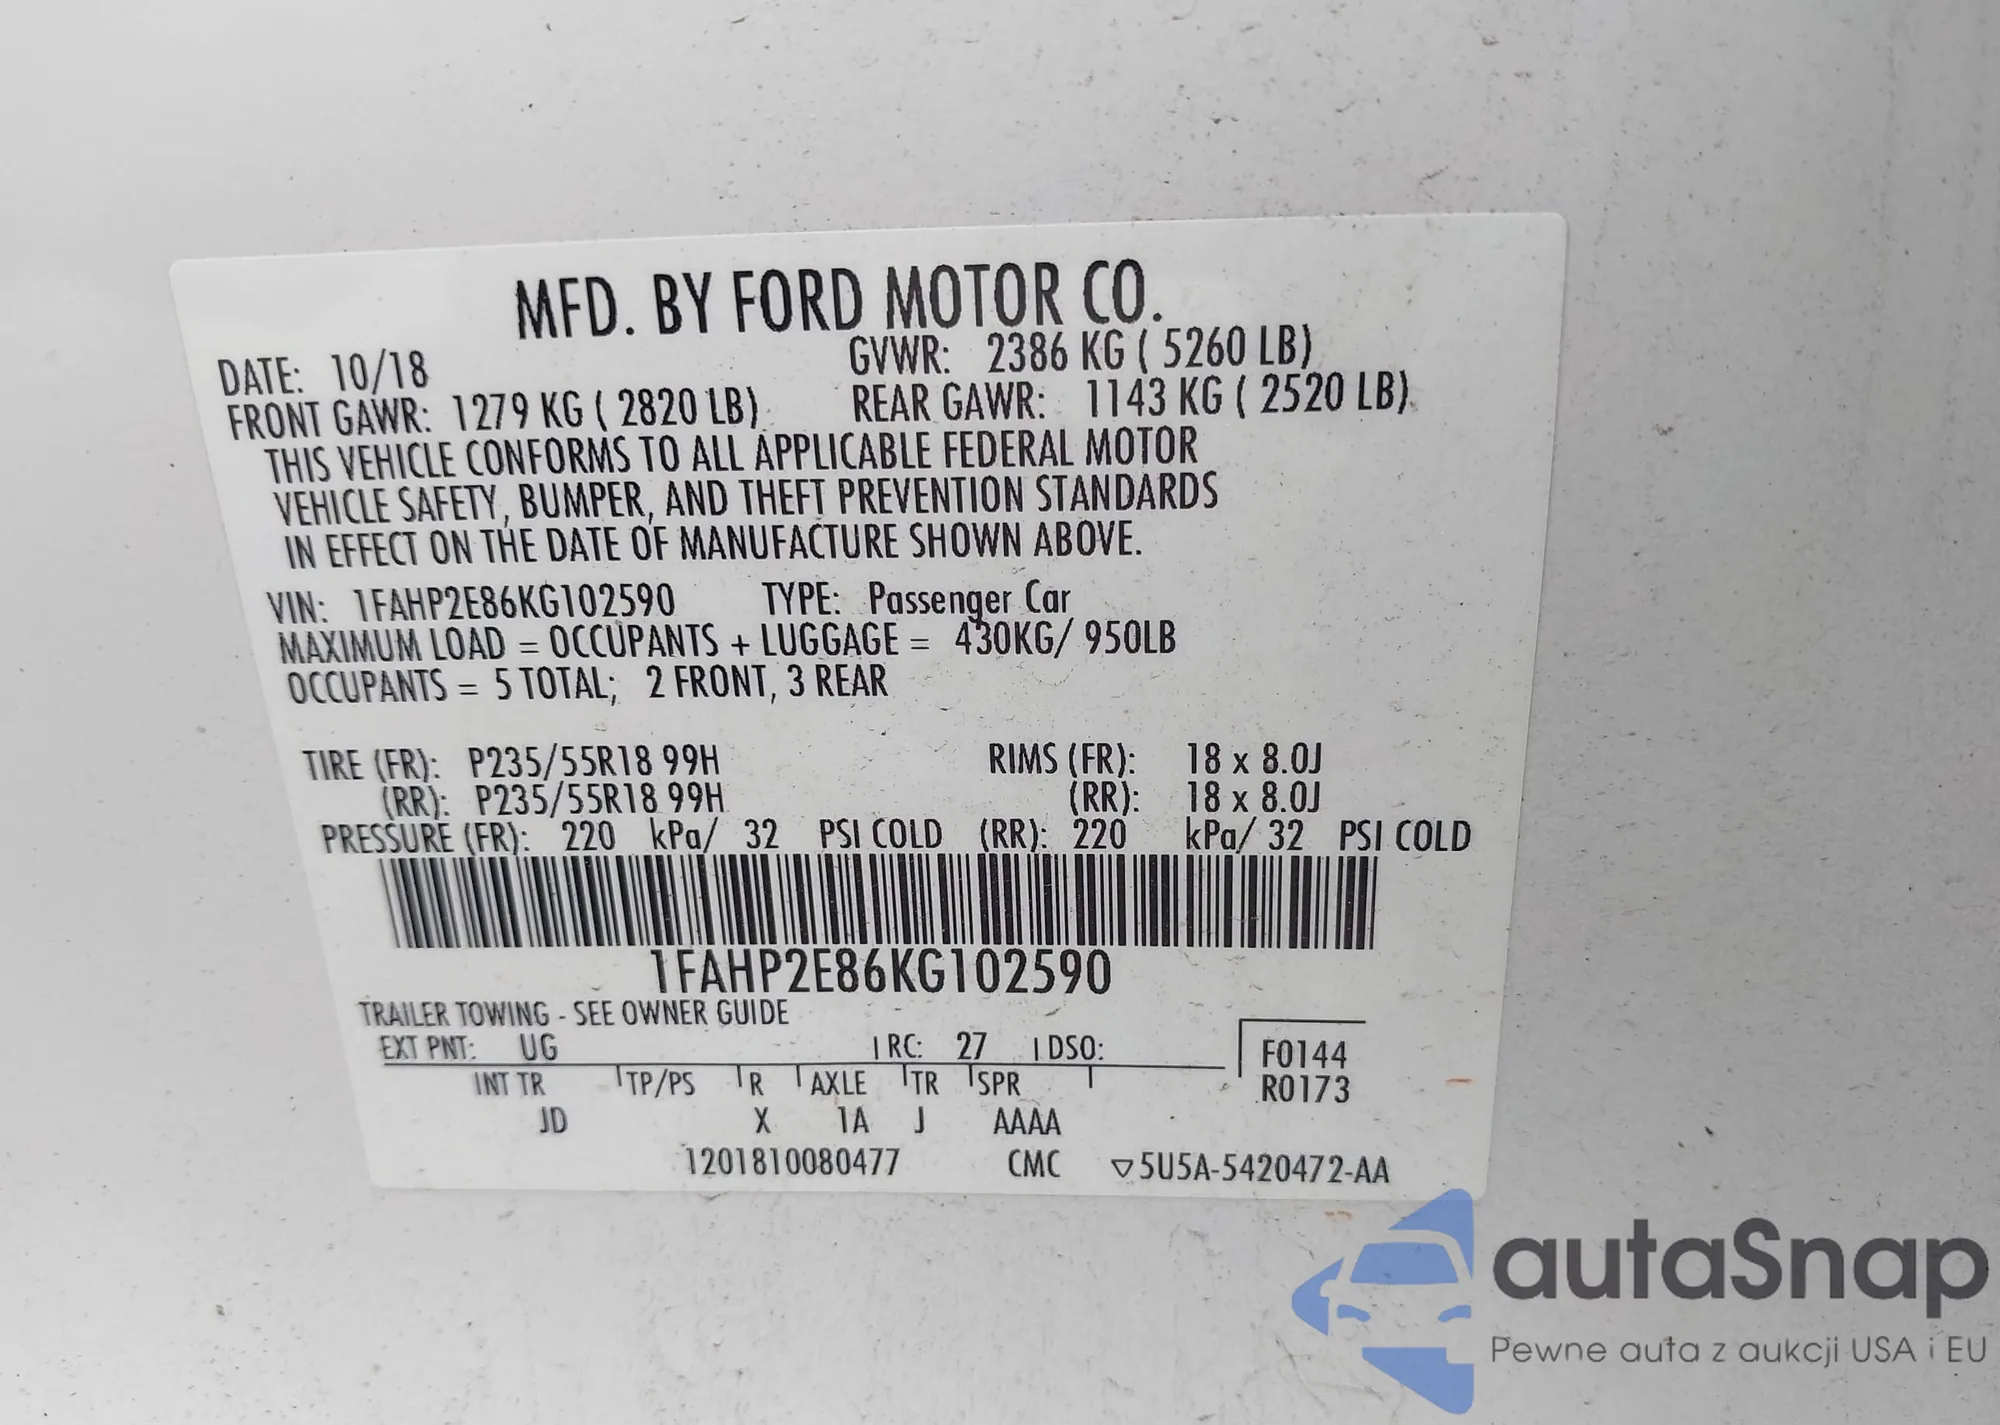 MFD. BY FORD MOTOR CO.
DATE: 10/18 GVWR: 2386 KG ( 5260 LB)
FRONT GAWR: 1279 KG ( 2820 LB) REAR GAWR: 1143 KG ( 2520 LB)
THIS VEHICLE CONFORMS TO ALL APPLICABLE FEDERAL MOTOR
VEHICLE SAFETY, BUMPER, AND THEFT PREVENTION STANDARDS
IN EFFECT ON THE DATE OF MANUFACTURE SHOWN ABOVE.
VIN: 1FAHP2E86KG102590 TYPE: Passenger Car
MAXIMUM LOAD = OCCUPANTS + LUGGAGE = 430KG/ 950LB
OCCUPANTS = 5 TOTAL; 2 FRONT, 3 REAR
TIRE (FR): P235/55R18 99H RIMS (FR): 18 x 8.0J
(RR): P235/55R18 99H (RR): 18 x 8.0J
PRESSURE (FR): 220 kPa/ 32 PSI COLD (RR): 220 kPa/ 32 PSI COLD
1FAHP2E86KG102590
TRAILER TOWING - SEE OWNER GUIDE
EXT PNT: UG RC: 27 DSO: F0144
INT TR TP/PS R AXLE TR SPR R0173
JD X 1A J AAAA
1201810080477 CMC ▽5U5A-5420472-AA
autaSnap
Pewne auta z aukcji USA i EU